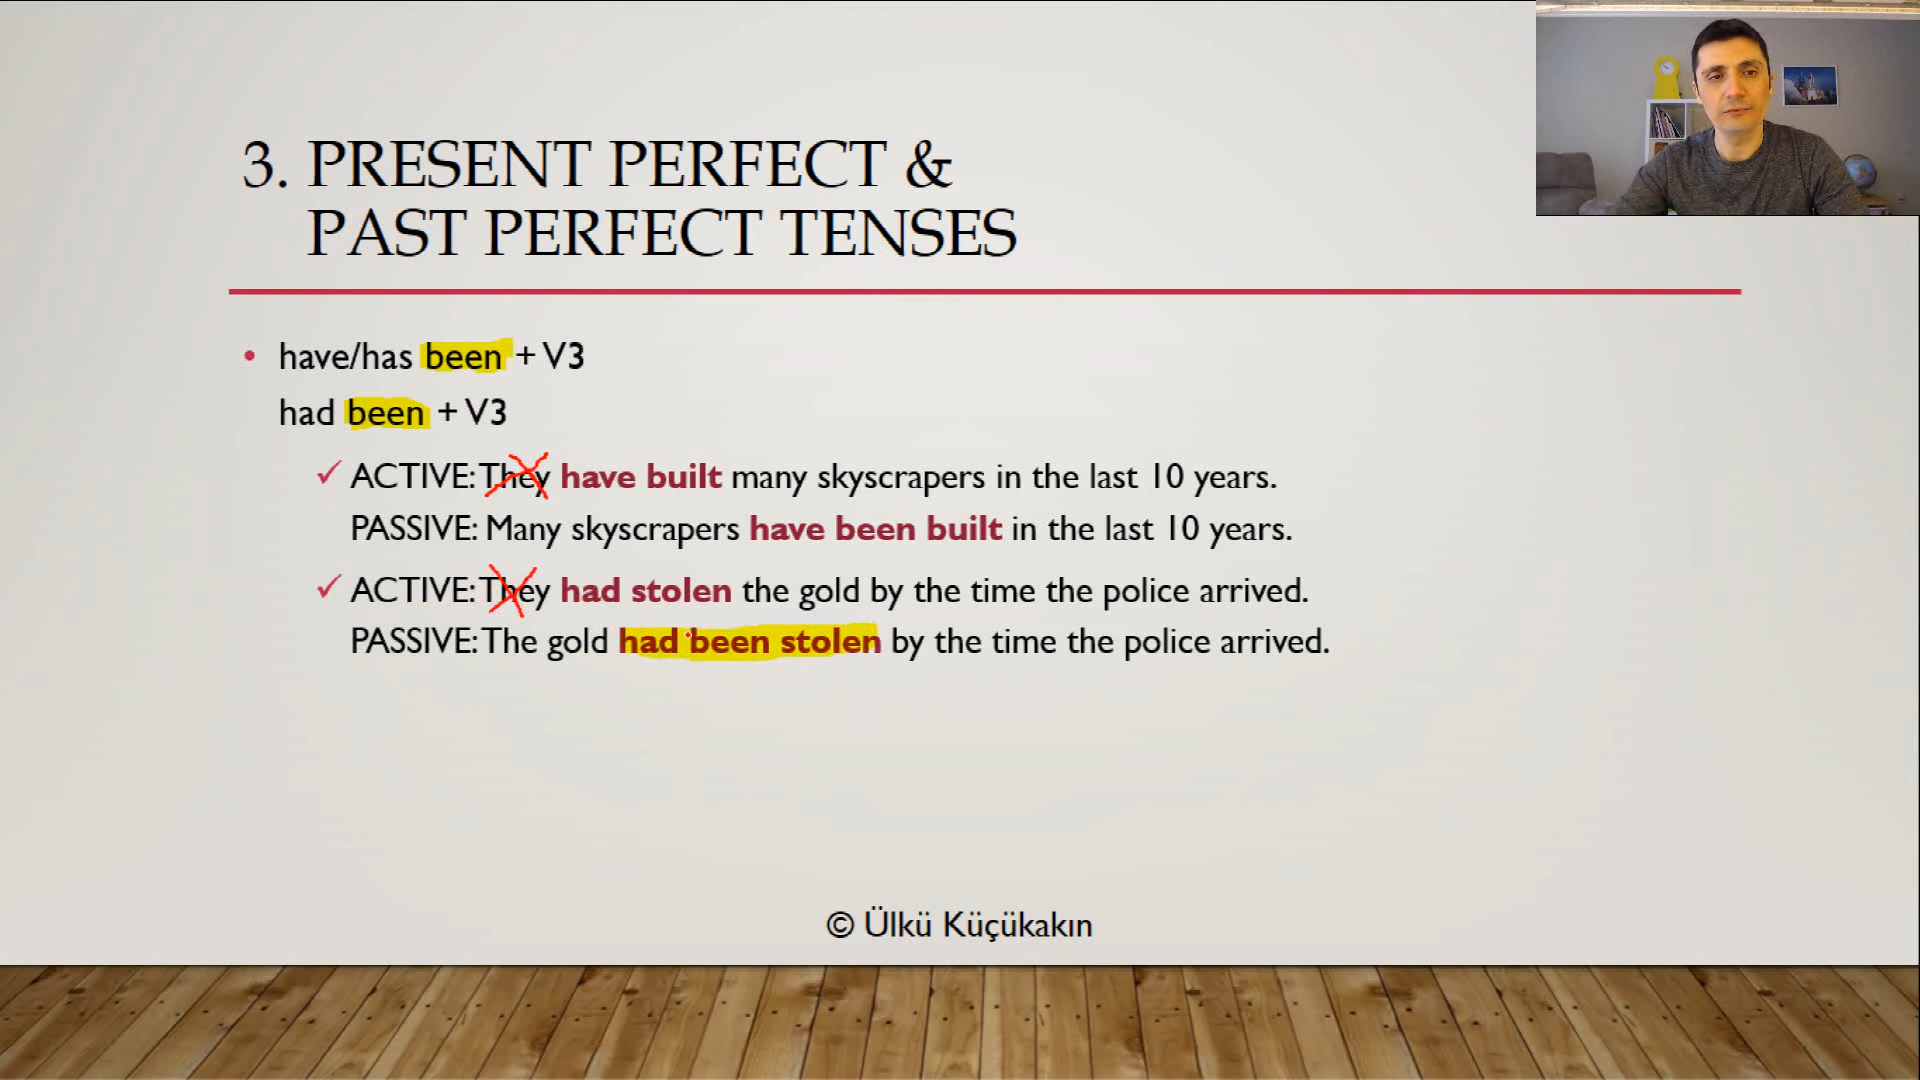 3. PRESENT PERFECT &
PAST PERFECT TENSES
• have/has been + V3
had been + V3
✓ ACTIVE: They have built many skyscrapers in the last 10 years.
PASSIVE: Many skyscrapers have been built in the last 10 years.
✓ ACTIVE: They had stolen the gold by the time the police arrived.
PASSIVE: The gold had been stolen by the time the police arrived.
© Ülkü Küçükakın